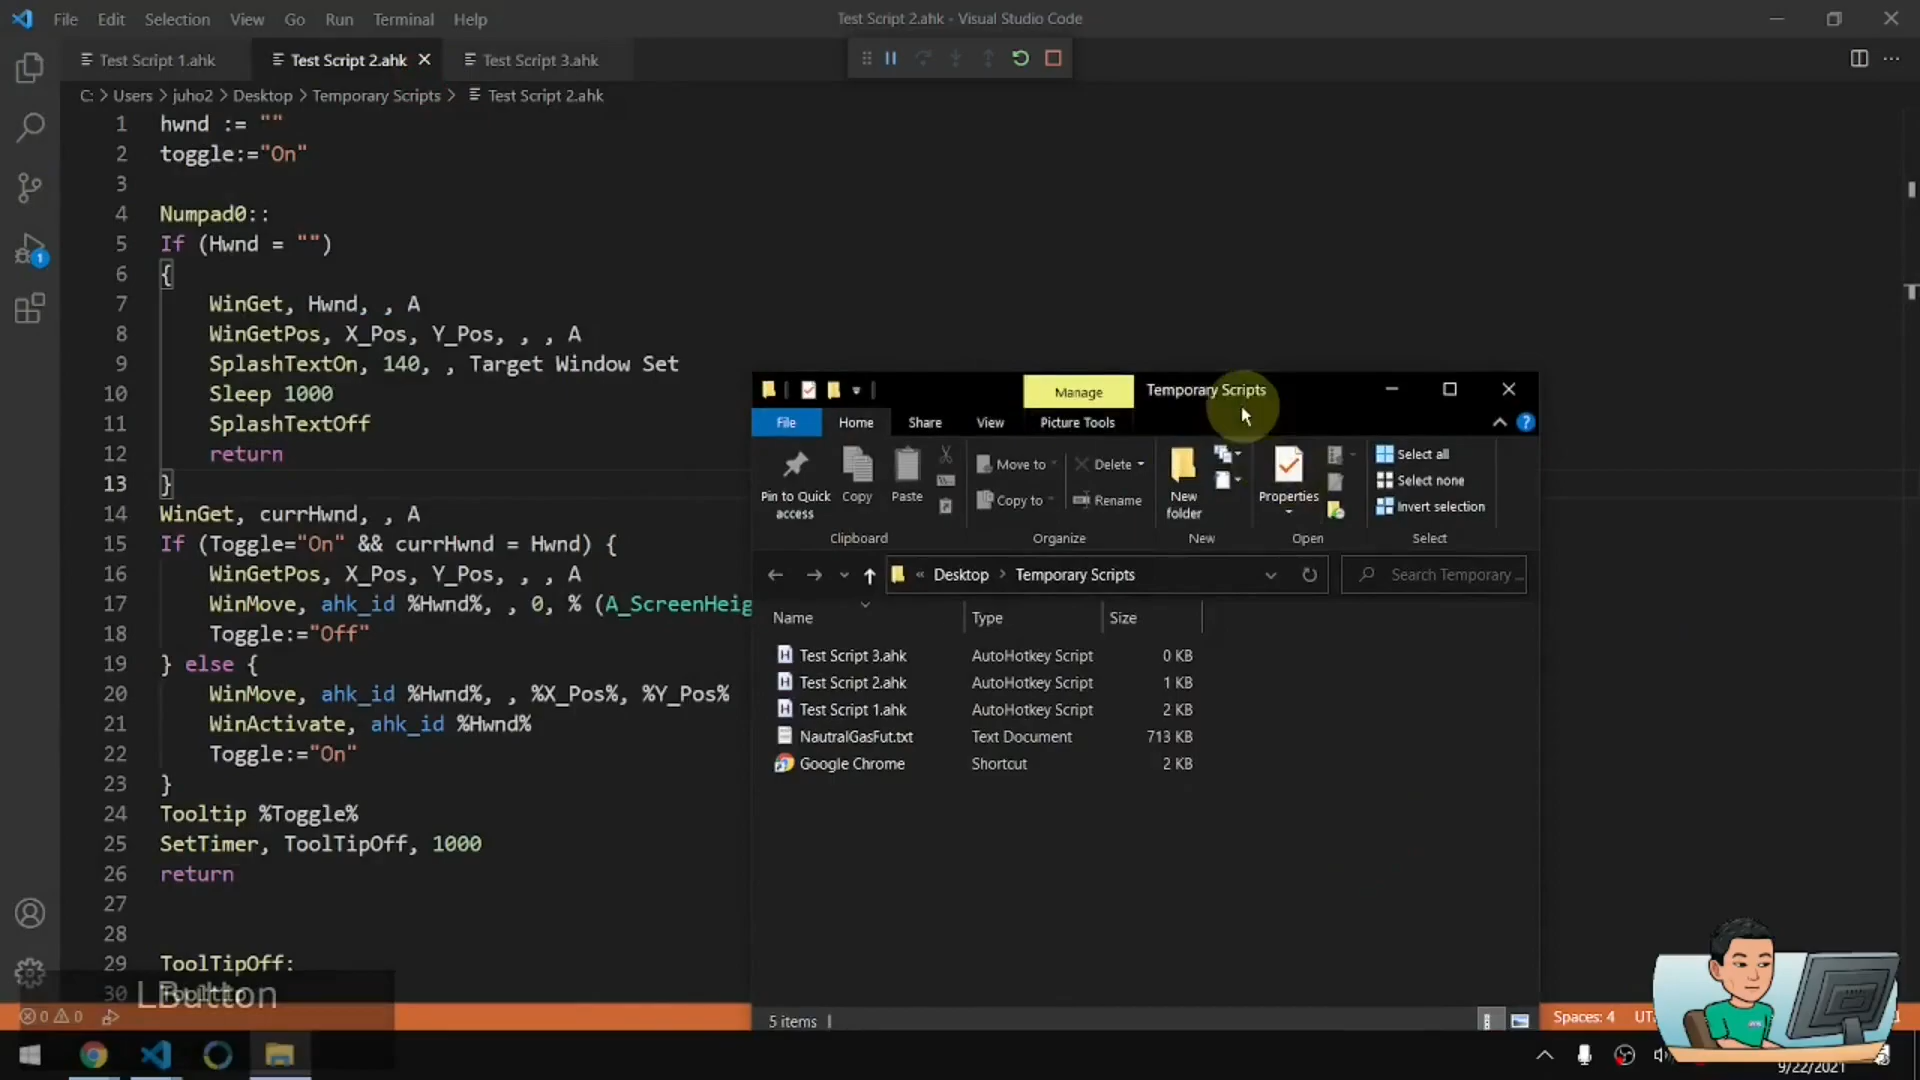 File Edit Selection View Go Run Terminal Help
Test Script 2.ahk - Visual Studio Code
Test Script 1.ahk
Test Script 2.ahk
Test Script 3.ahk
C: > Users > juho2 > Desktop > Temporary Scripts > Test Script 2.ahk
1 hwnd := ""
2 toggle:="On"
3
4 Numpad0::
5 If (Hwnd = "")
6 {
7 WinGet, Hwnd, , A
8 WinGetPos, X_Pos, Y_Pos, , , A
9 SplashTextOn, 140, , Target Window Set
10 Sleep 1000
11 SplashTextOff
12 return
13 }
14 WinGet, currHwnd, , A
15 If (Toggle="On" && currHwnd = Hwnd) {
16 WinGetPos, X_Pos, Y_Pos, , , A
17 WinMove, ahk_id %Hwnd%, , 0, % (A_ScreenHeig
18 Toggle:="Off"
19 } else {
20 WinMove, ahk_id %Hwnd%, , %X_Pos%, %Y_Pos%
21 WinActivate, ahk_id %Hwnd%
22 Toggle:="On"
23 }
24 Tooltip %Toggle%
25 SetTimer, ToolTipOff, 1000
26 return
27
28
29 ToolTipOff:
30
LButton
0 0
1
Manage
Temporary Scripts
File Home Share View Picture Tools
Pin to Quick access
Copy
Paste
Clipboard
Move to
Copy to
Delete
Rename
Organize
New folder
New
Properties
Open
Select all
Select none
Invert selection
Select
« Desktop > Temporary Scripts
Search Temporary ...
Name Type Size
Test Script 3.ahk AutoHotkey Script 0 KB
Test Script 2.ahk AutoHotkey Script 1 KB
Test Script 1.ahk AutoHotkey Script 2 KB
NautralGasFut.txt Text Document 713 KB
Google Chrome Shortcut 2 KB
5 items
Spaces: 4
9/22/2021